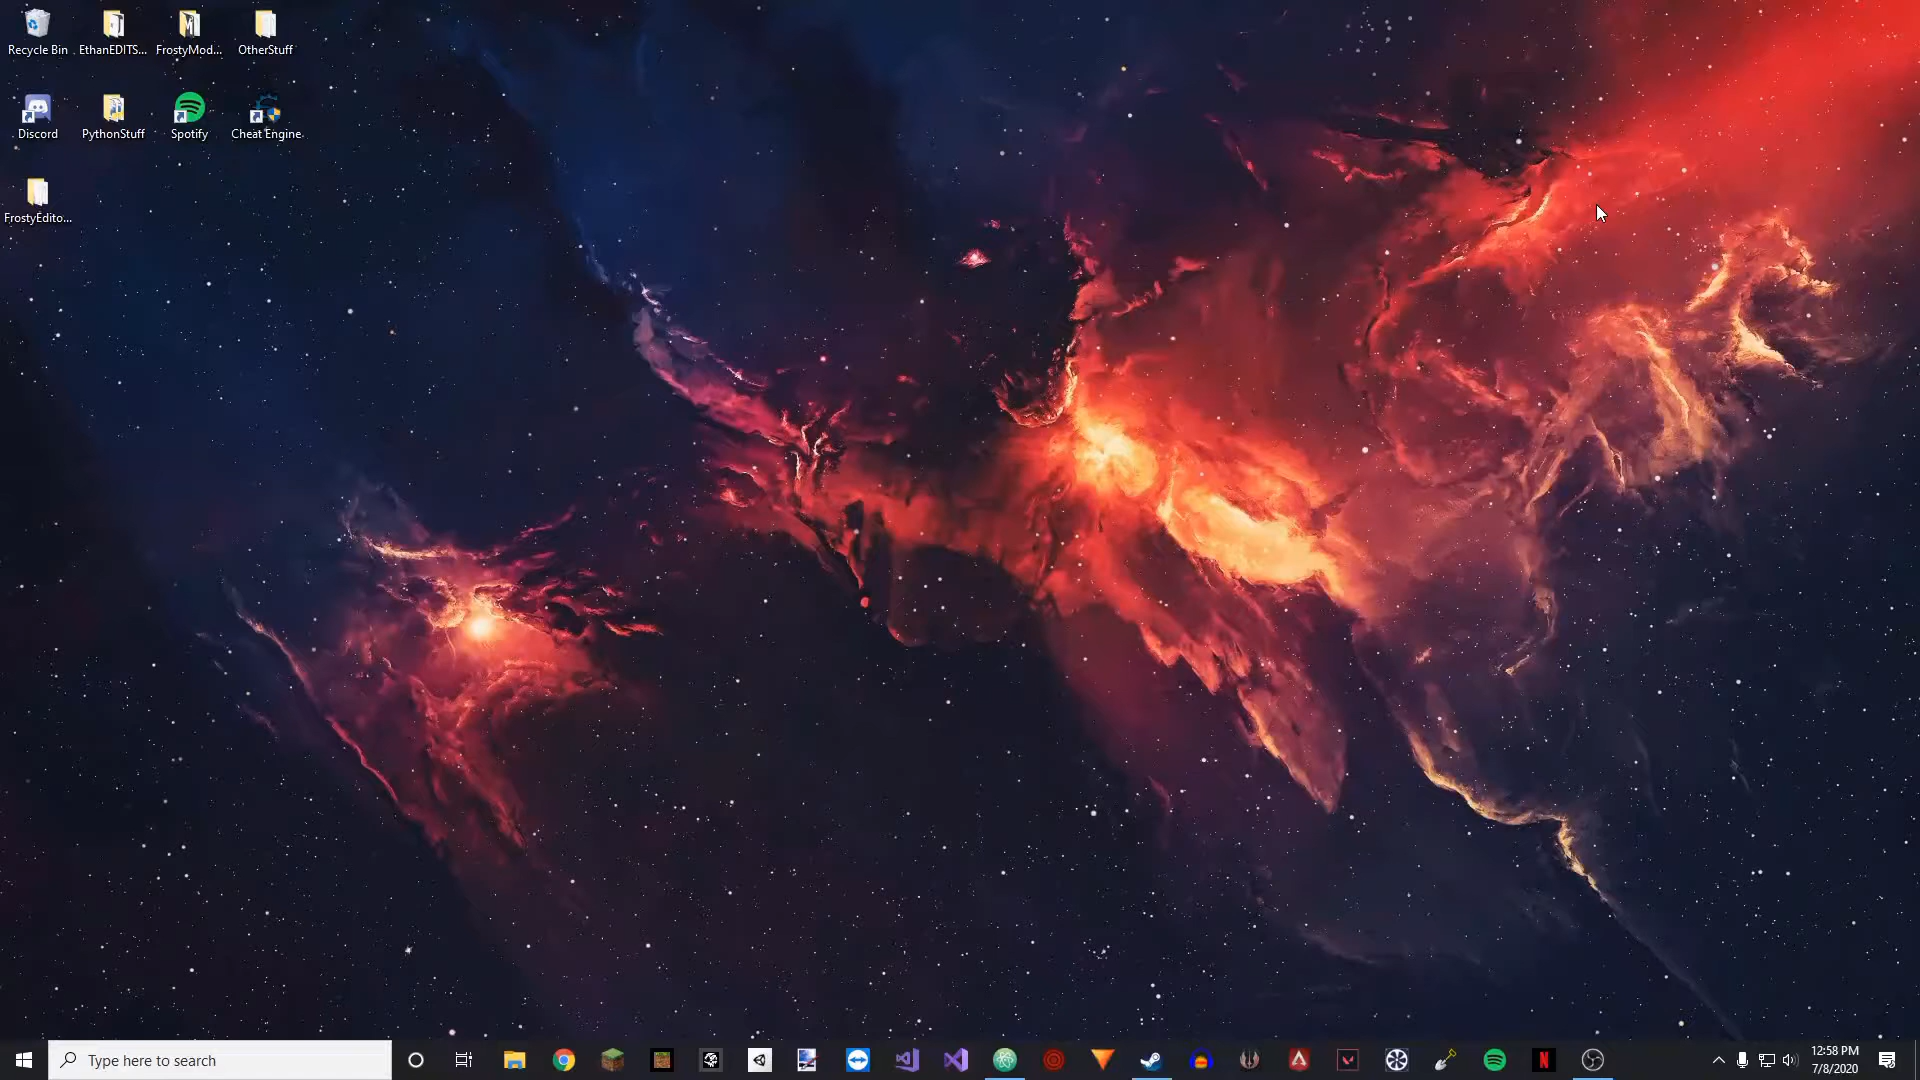 Recycle Bin
EthanEDITS...
FrostyMod...
OtherStuff
Discord
PythonStuff
Spotify
Cheat Engine
FrostyEdito...
Type here to search
12:58 PM
7/8/2020